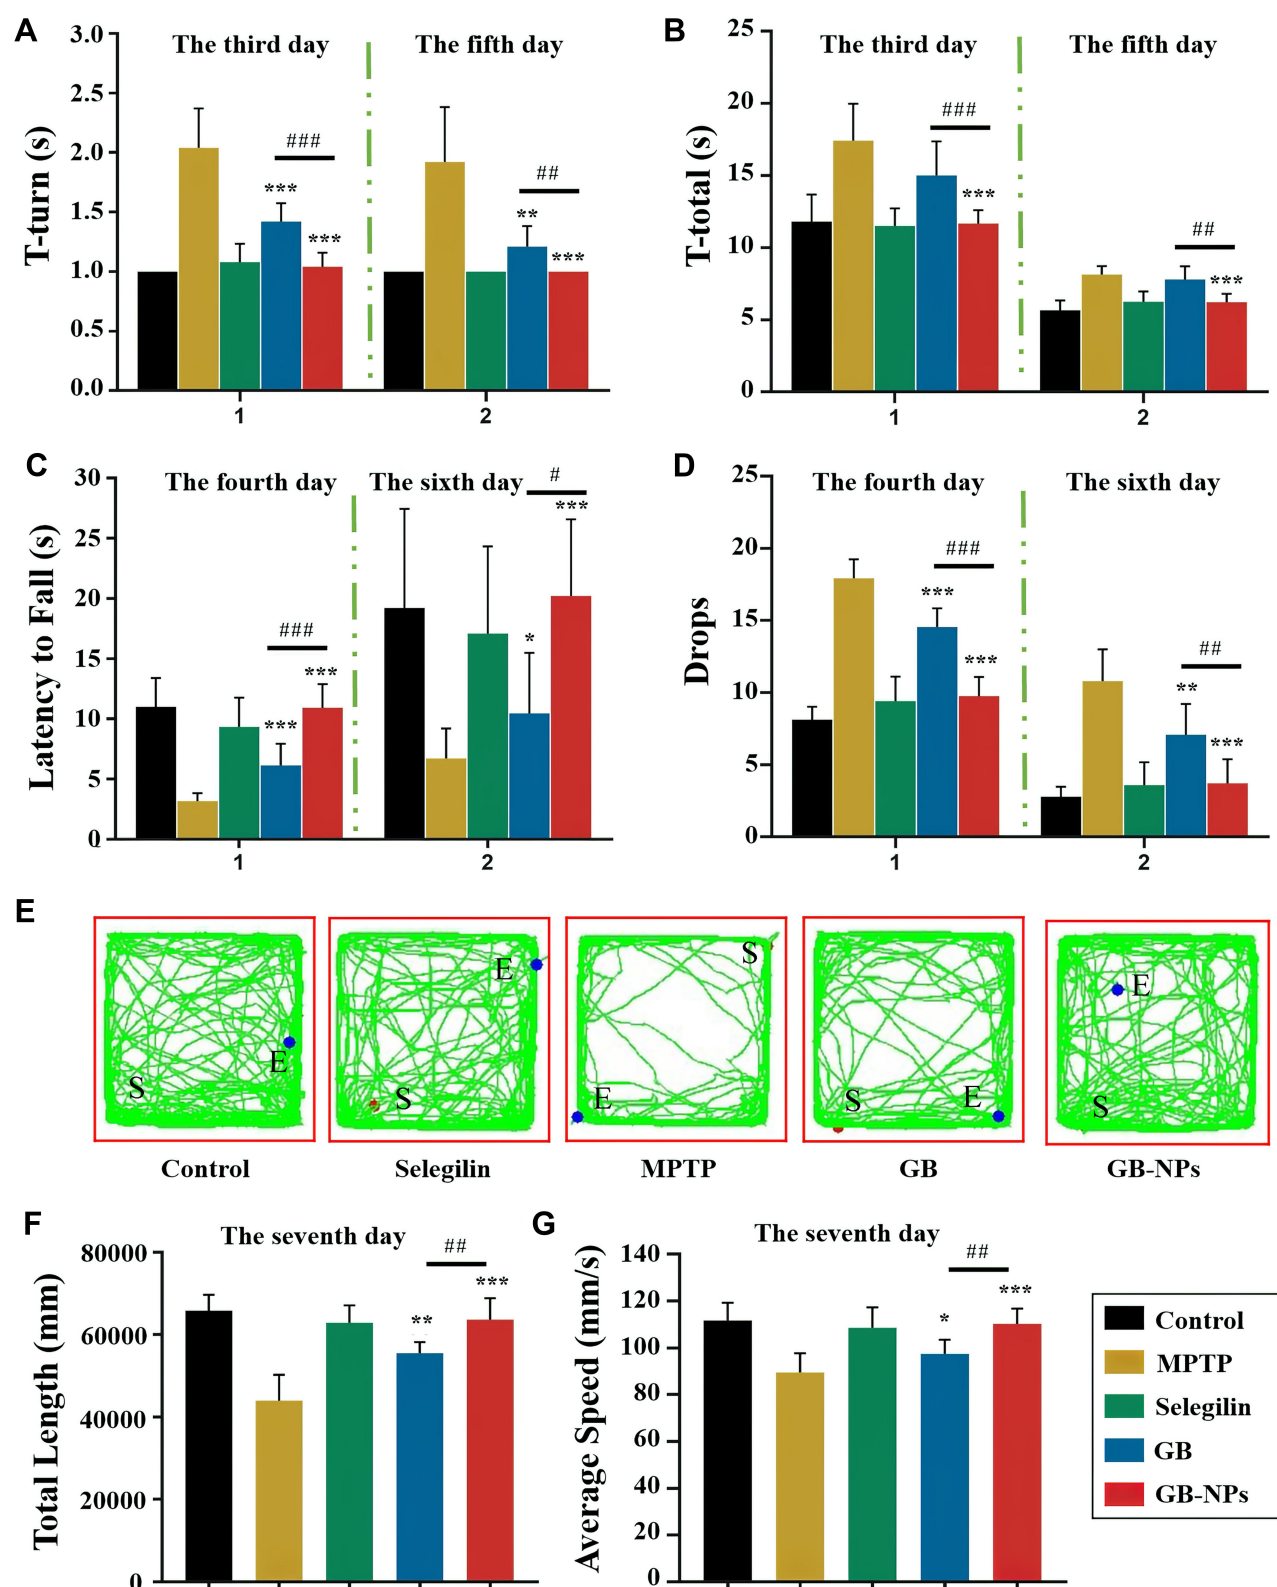 A
3.0
2.5
2.0
1.5
1.0
0.5
0.0
T-turn (s)
The third day
The fifth day
***
***
###
**
***
##
1
2
B
25
20
15
10
5
0
T-total (s)
The third day
The fifth day
###
***
##
***
1
2
C
30
25
20
15
10
5
0
Latency to Fall (s)
The fourth day
The sixth day
###
***
***
#
***
*
1
2
D
25
20
15
10
5
0
Drops
The fourth day
The sixth day
###
***
***
##
**
***
1
2
E
S
E
Control
E
S
Selegilin
S
E
MPTP
S
E
GB
E
S
GB-NPs
F
80000
60000
40000
20000
0
Total Length (mm)
The seventh day
##
**
***
G
140
120
100
80
60
40
20
0
Average Speed (mm/s)
The seventh day
##
*
***
Control
MPTP
Selegilin
GB
GB-NPs